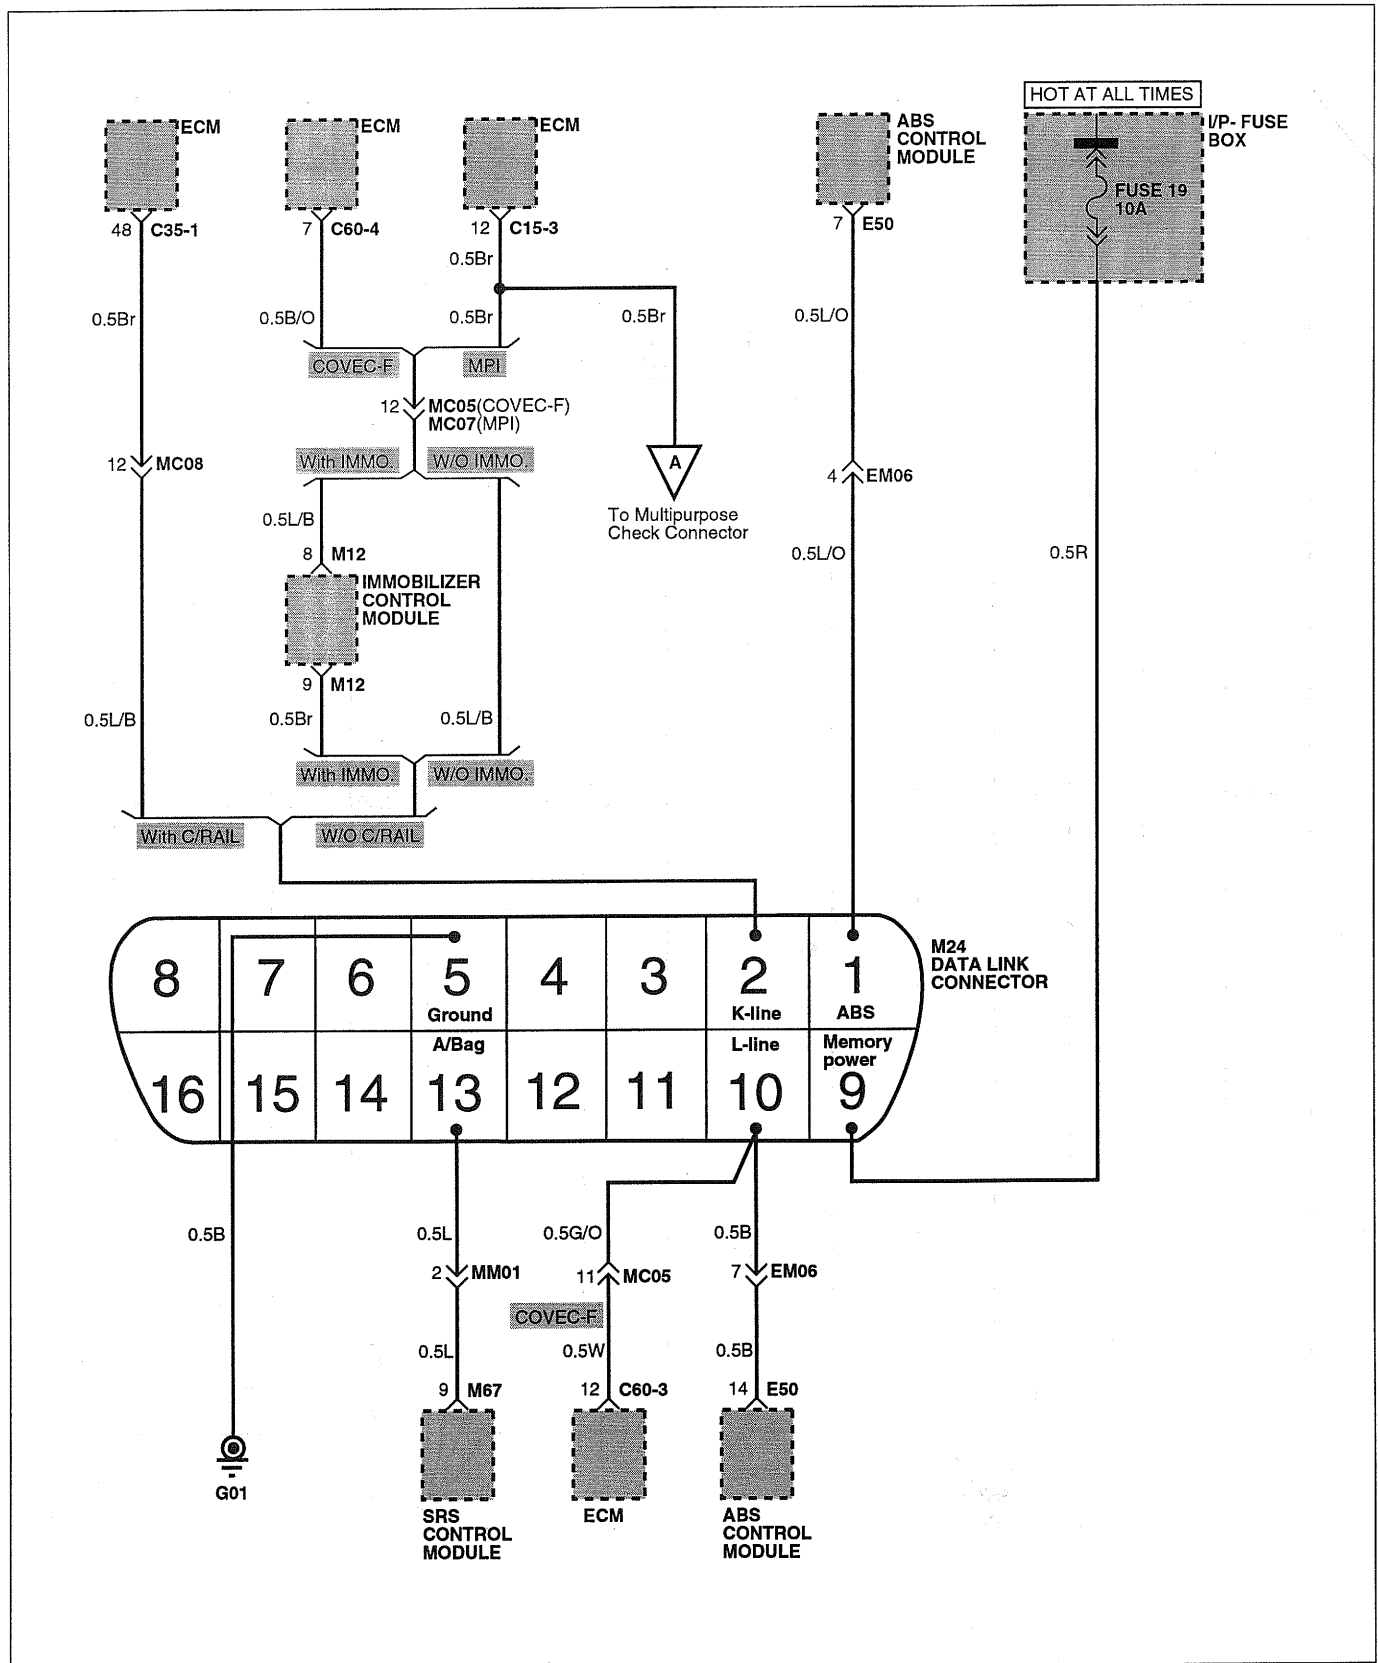 HOT AT ALL TIMES
ECM
ECM
ECM
ABS
CONTROL
MODULE
I/P- FUSE
BOX
FUSE 19
10A
48 C35-1
7 C60-4
12 C15-3
7 E50
0.5Br
0.5Br
0.5B/O
0.5Br
0.5Br
0.5L/O
COVEC-F
MPI
12 MC05(COVEC-F)
MC07(MPI)
With IMMO.
W/O IMMO.
12 MC08
A
4 EM06
To Multipurpose
Check Connector
0.5L/B
8 M12
0.5L/O
0.5R
IMMOBILIZER
CONTROL
MODULE
9 M12
0.5L/B
0.5Br
0.5L/B
With IMMO.
W/O IMMO.
With C/RAIL
W/O C/RAIL
M24
DATA LINK
CONNECTOR
8 7 6 5 4 3 2 1
Ground
K-line
ABS
A/Bag
L-line
Memory
power
16 15 14 13 12 11 10 9
0.5B
0.5L
0.5G/O
0.5B
2 MM01
11 MC05
7 EM06
COVEC-F
0.5L
0.5W
0.5B
9 M67
12 C60-3
14 E50
G01
SRS
CONTROL
MODULE
ECM
ABS
CONTROL
MODULE